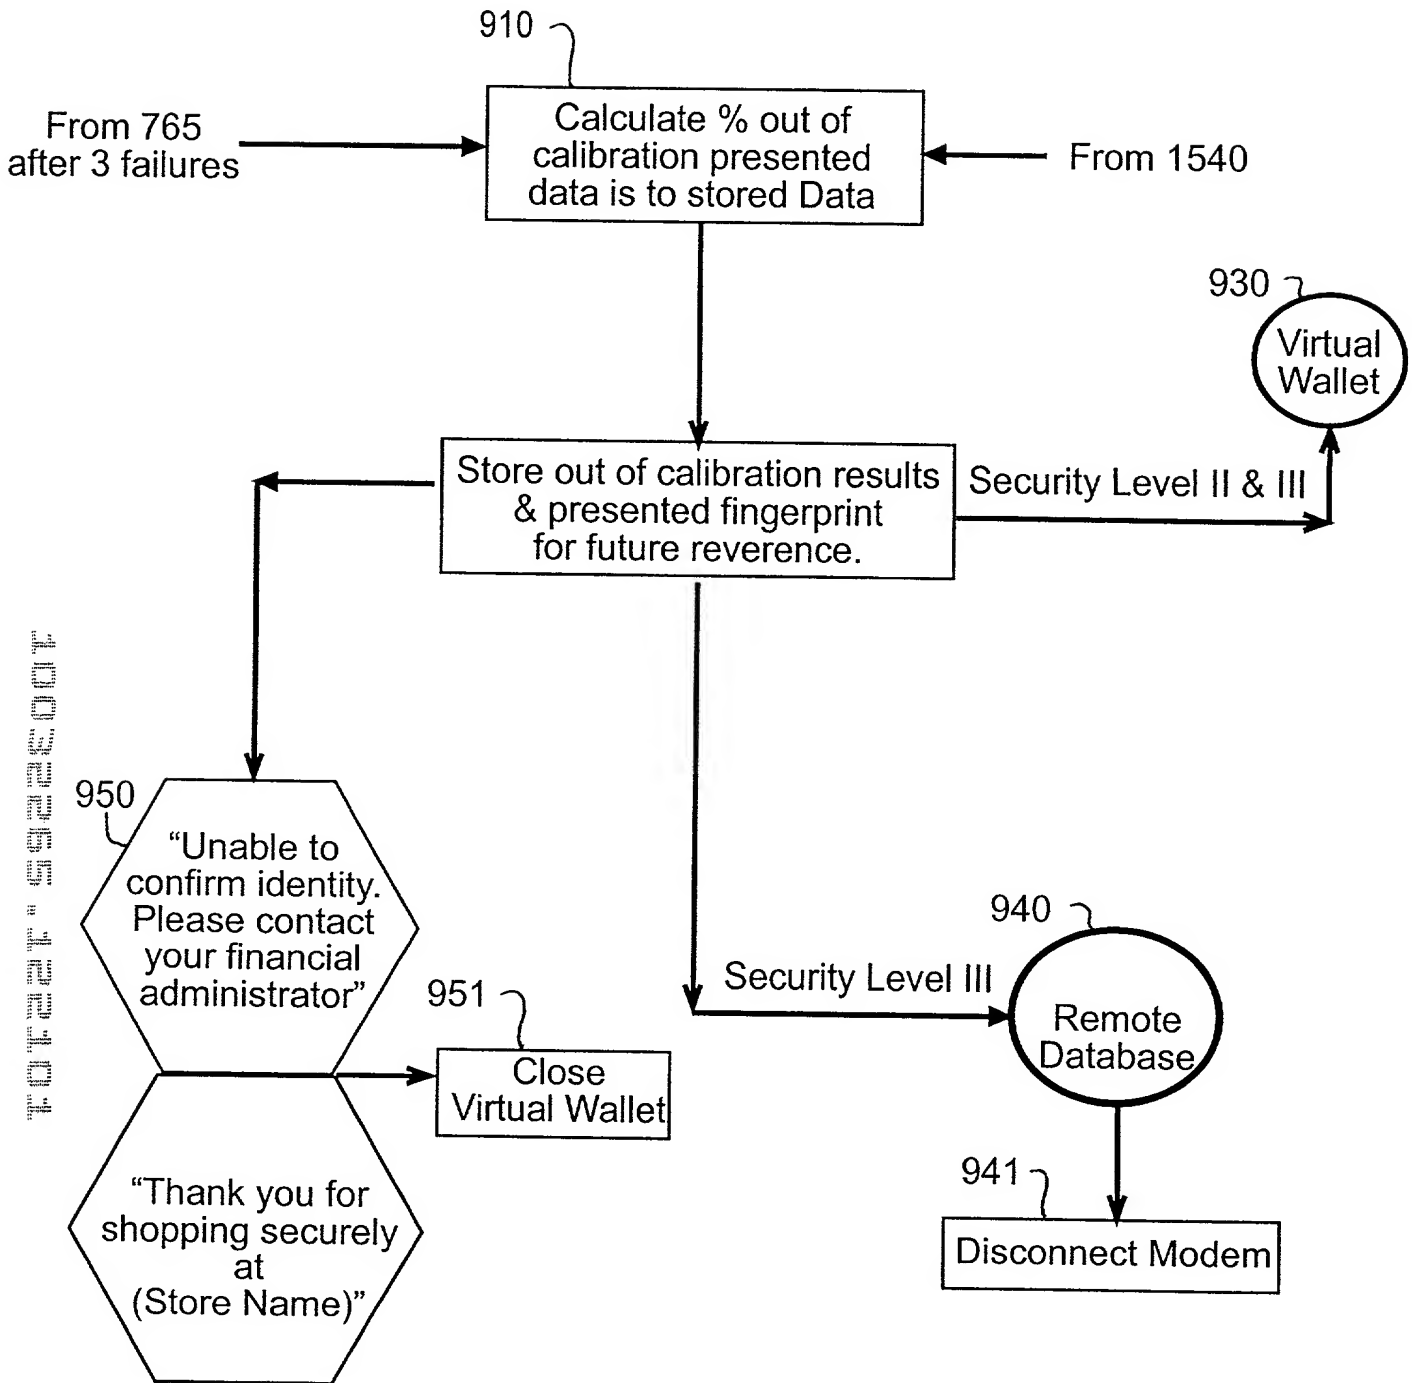 910
From 765
after 3 failures
Calculate % out of
calibration presented
data is to stored Data
From 1540
930
Virtual
Wallet
Store out of calibration results
& presented fingerprint
for future reverence.
Security Level II & III
950
“Unable to
confirm identity.
Please contact
your financial
administrator”
951
Close
Virtual Wallet
“Thank you for
shopping securely
at
(Store Name)”
Security Level III
940
Remote
Database
941
Disconnect Modem
10032265.122101